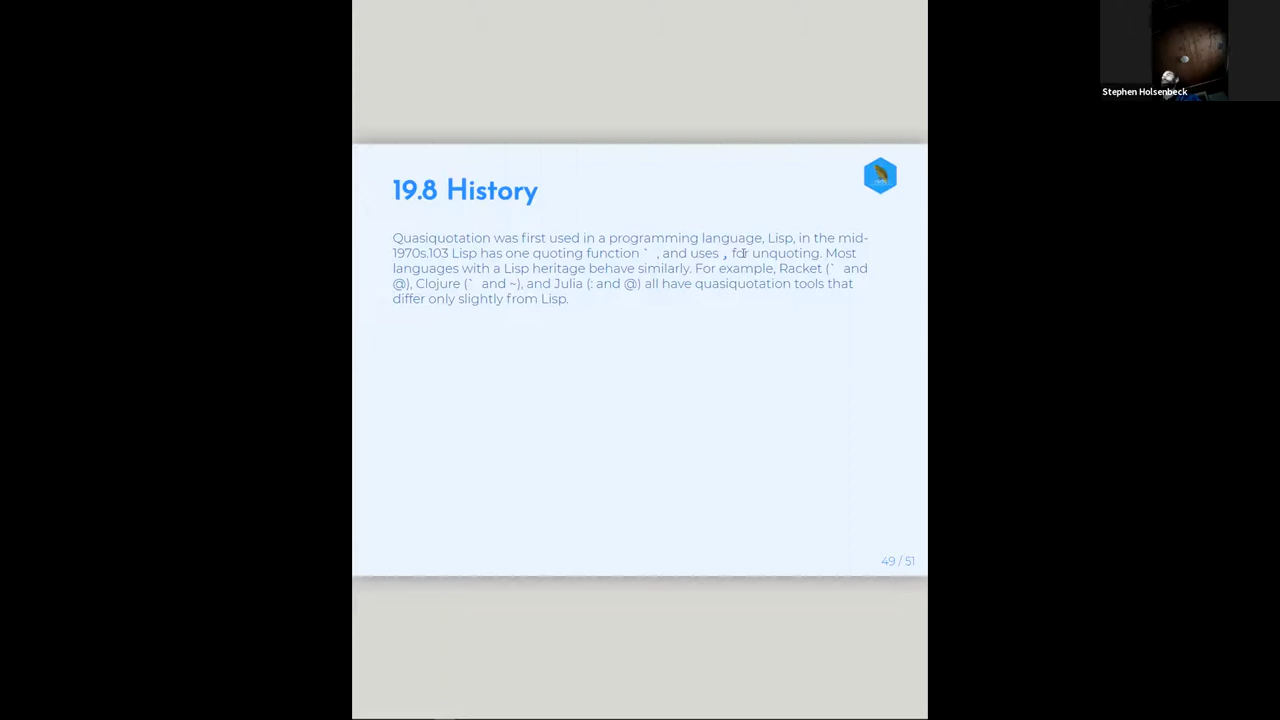 Stephen Holsenbeck
19.8 History
Quasiquotation was first used in a programming language, Lisp, in the mid-
1970s.103 Lisp has one quoting function ` , and uses , for unquoting. Most
languages with a Lisp heritage behave similarly. For example, Racket (` and
@), Clojure (` and ~), and Julia (: and @) all have quasiquotation tools that
differ only slightly from Lisp.
49 / 51